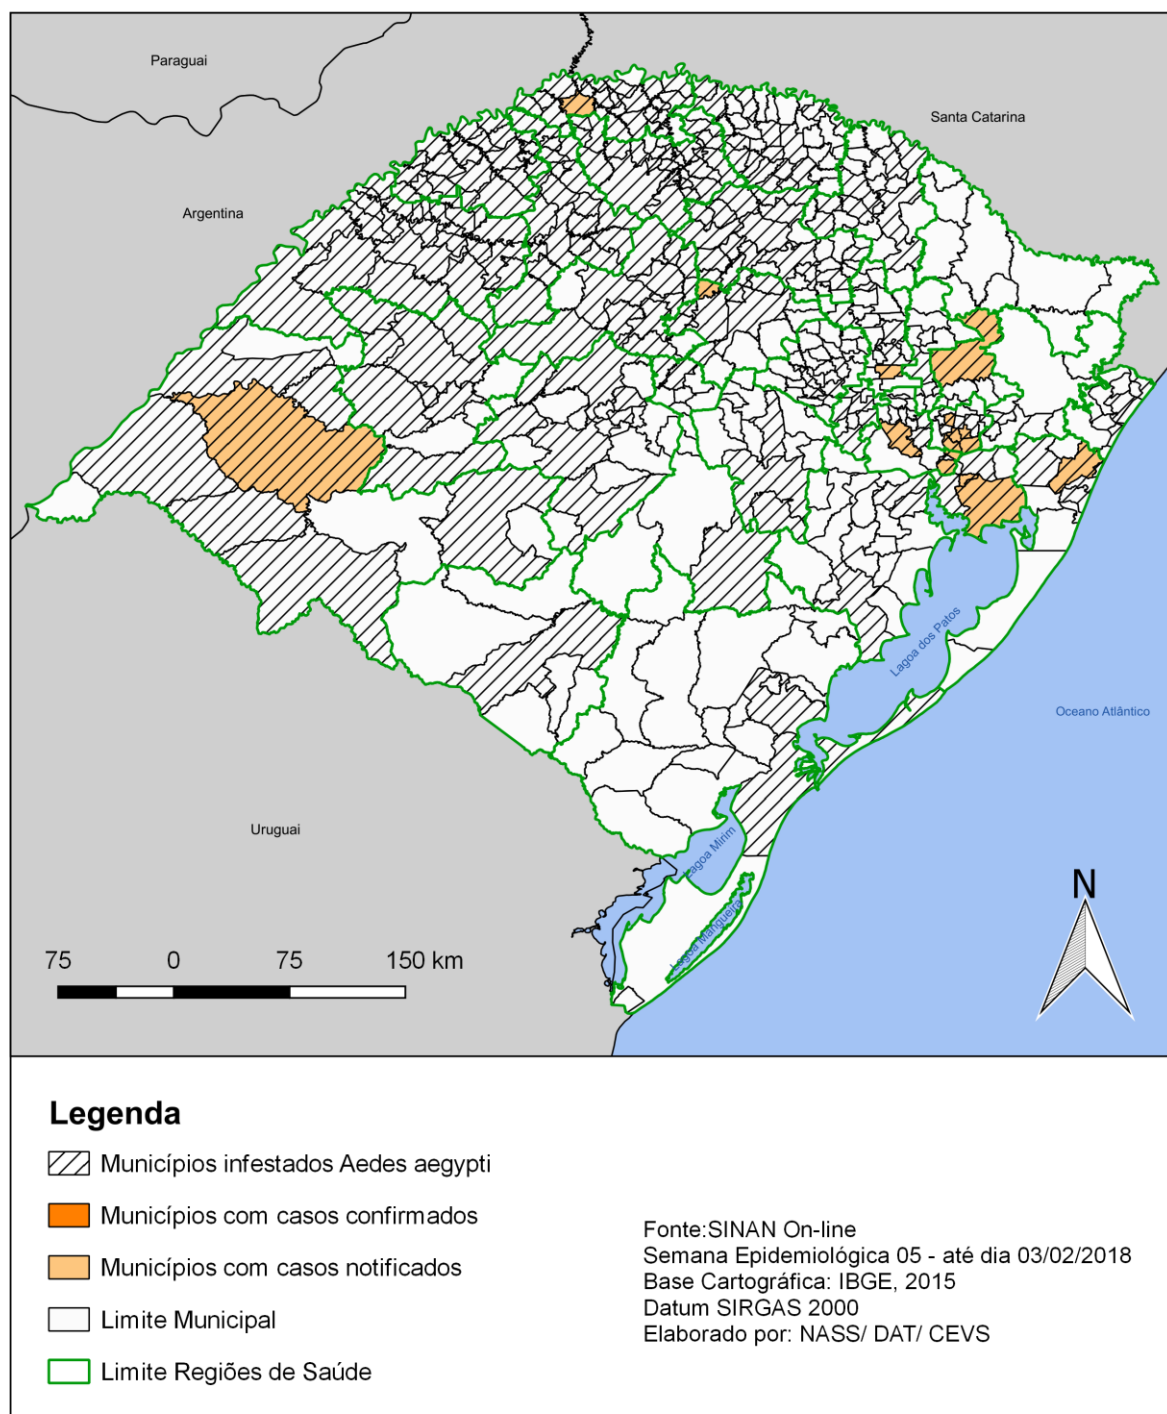 Paraguai
Santa Catarina
Argentina
Lagoa dos Patos
Oceano Atlântico
Uruguai
Lagoa Mirim
Lagoa Mangueira
N
75 0 75 150 km
Legenda
Municípios infestados Aedes aegypti
Municípios com casos confirmados
Municípios com casos notificados
Limite Municipal
Limite Regiões de Saúde
Fonte:SINAN On-line
Semana Epidemiológica 05 - até dia 03/02/2018
Base Cartográfica: IBGE, 2015
Datum SIRGAS 2000
Elaborado por: NASS/ DAT/ CEVS